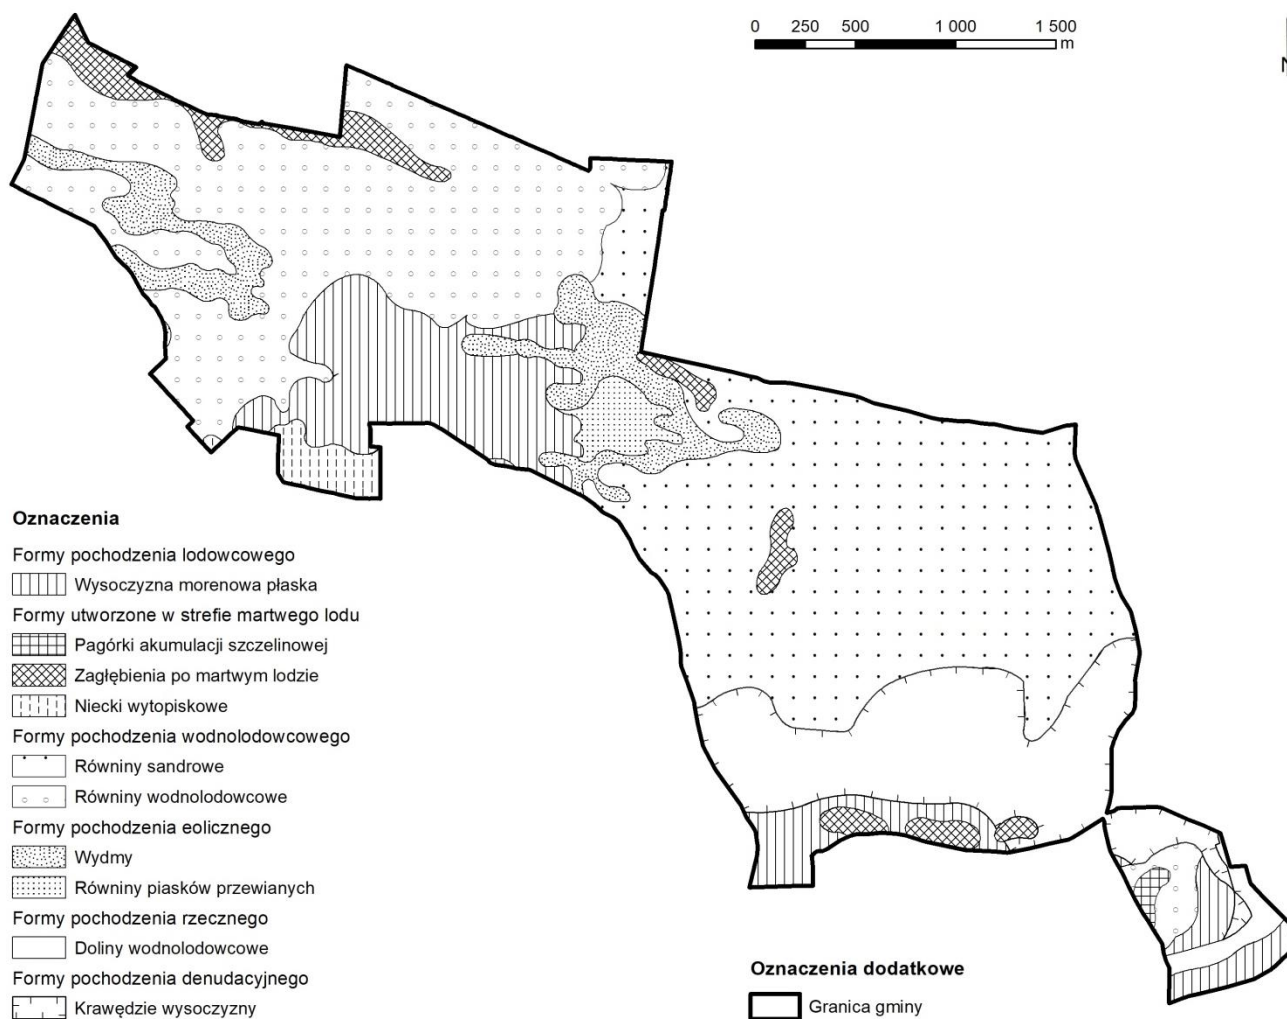 0 250 500 1 000 1 500
m
Oznaczenia
Formy pochodzenia lodowcowego
Wysoczyzna morenowa płaska
Formy utworzone w strefie martwego lodu
Pagórki akumulacji szczelinowej
Zagłębienia po martwym lodzie
Niecki wytopiskowe
Formy pochodzenia wodnolodowcowego
Równiny sandrowe
Równiny wodnolodowcowe
Formy pochodzenia eolicznego
Wydmy
Równiny piasków przewianych
Formy pochodzenia rzecznego
Doliny wodnolodowcowe
Formy pochodzenia denudacyjnego
Krawędzie wysoczyzny
Oznaczenia dodatkowe
Granica gminy